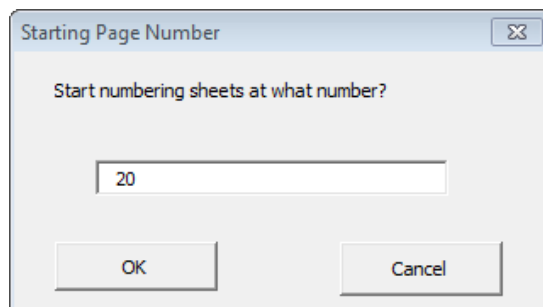 Starting Page Number
Start numbering sheets at what number?
20
OK
Cancel